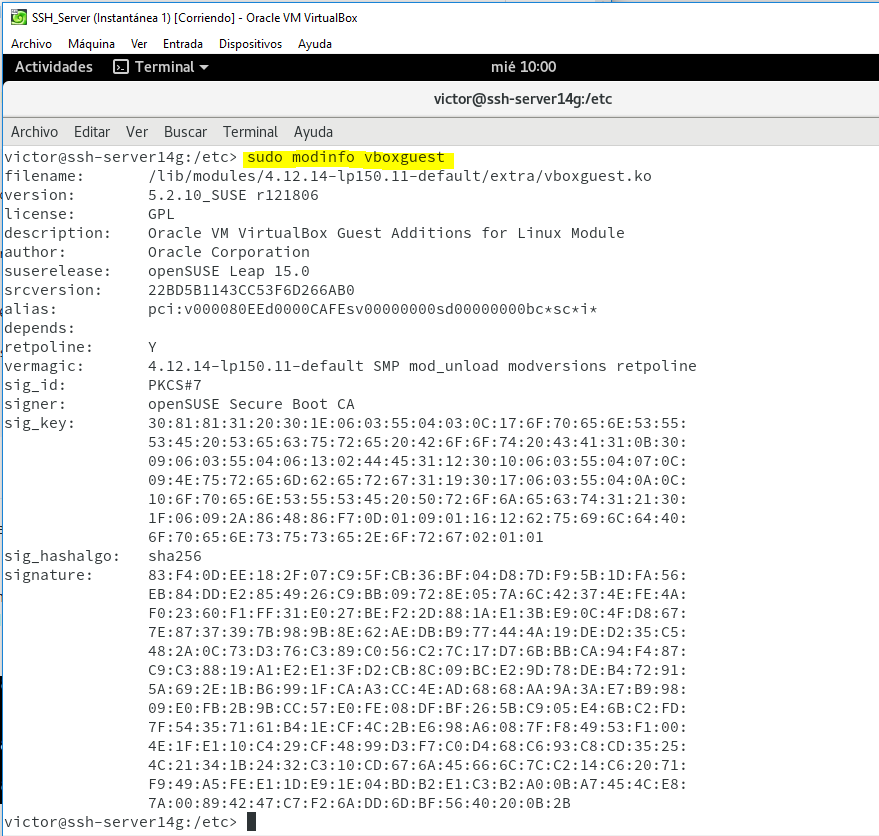 SSH_Server (Instantánea 1) [Corriendo] - Oracle VM VirtualBox
Archivo Máquina Ver Entrada Dispositivos Ayuda
Actividades Terminal mié 10:00
victor@ssh-server14g:/etc
Archivo Editar Ver Buscar Terminal Ayuda
victor@ssh-server14g:/etc> sudo modinfo vboxguest
filename: /lib/modules/4.12.14-lp150.11-default/extra/vboxguest.ko
version: 5.2.10_SUSE r121806
license: GPL
description: Oracle VM VirtualBox Guest Additions for Linux Module
author: Oracle Corporation
suserelease: openSUSE Leap 15.0
srcversion: 22BD5B1143CC53F6D266AB0
alias: pci:v000080EEd0000CAFEsv00000000sd00000000bc*sc*i*
depends:
retpoline: Y
vermagic: 4.12.14-lp150.11-default SMP mod_unload modversions retpoline
sig_id: PKCS#7
signer: openSUSE Secure Boot CA
sig_key: 30:81:81:31:20:30:1E:06:03:55:04:03:0C:17:6F:70:65:6E:53:55:
53:45:20:53:65:63:75:72:65:20:42:6F:6F:74:20:43:41:31:0B:30:
09:06:03:55:04:06:13:02:44:45:31:12:30:10:06:03:55:04:07:0C:
09:4E:75:72:65:6D:62:65:72:67:31:19:30:17:06:03:55:04:0A:0C:
10:6F:70:65:6E:53:55:53:45:20:50:72:6F:6A:65:63:74:31:21:30:
1F:06:09:2A:86:48:86:F7:0D:01:09:01:16:12:62:75:69:6C:64:40:
6F:70:65:6E:73:75:73:65:2E:6F:72:67:02:01:01
sig_hashalgo: sha256
signature: 83:F4:0D:EE:18:2F:07:C9:5F:CB:36:BF:04:D8:7D:F9:5B:1D:FA:56:
EB:84:DD:E2:85:49:26:C9:BB:09:72:8E:05:7A:6C:42:37:4E:FE:4A:
F0:23:60:F1:FF:31:E0:27:BE:F2:2D:88:1A:E1:3B:E9:0C:4F:D8:67:
7E:87:37:39:7B:98:9B:8E:62:AE:DB:B9:77:44:4A:19:DE:D2:35:C5:
48:2A:0C:73:D3:76:C3:89:C0:56:C2:7C:17:D7:6B:BB:CA:94:F4:87:
C9:C3:88:19:A1:E2:E1:3F:D2:CB:8C:09:BC:E2:9D:78:DE:B4:72:91:
5A:69:2E:1B:B6:99:1F:CA:A3:CC:4E:AD:68:68:AA:9A:3A:E7:B9:98:
09:E0:FB:2B:9B:CC:57:E0:FE:08:DF:BF:26:5B:C9:05:E4:6B:C2:FD:
7F:54:35:71:61:B4:1E:CF:4C:2B:E6:98:A6:08:7F:F8:49:53:F1:00:
4E:1F:E1:10:C4:29:CF:48:99:D3:F7:C0:D4:68:C6:93:C8:CD:35:25:
4C:21:34:1B:24:32:C3:10:CD:67:6A:45:66:6C:7C:C2:14:C6:20:71:
F9:49:A5:FE:E1:1D:E9:1E:04:BD:B2:E1:C3:B2:A0:0B:A7:45:4C:E8:
7A:00:89:42:47:C7:F2:6A:DD:6D:BF:56:40:20:0B:2B
victor@ssh-server14g:/etc>